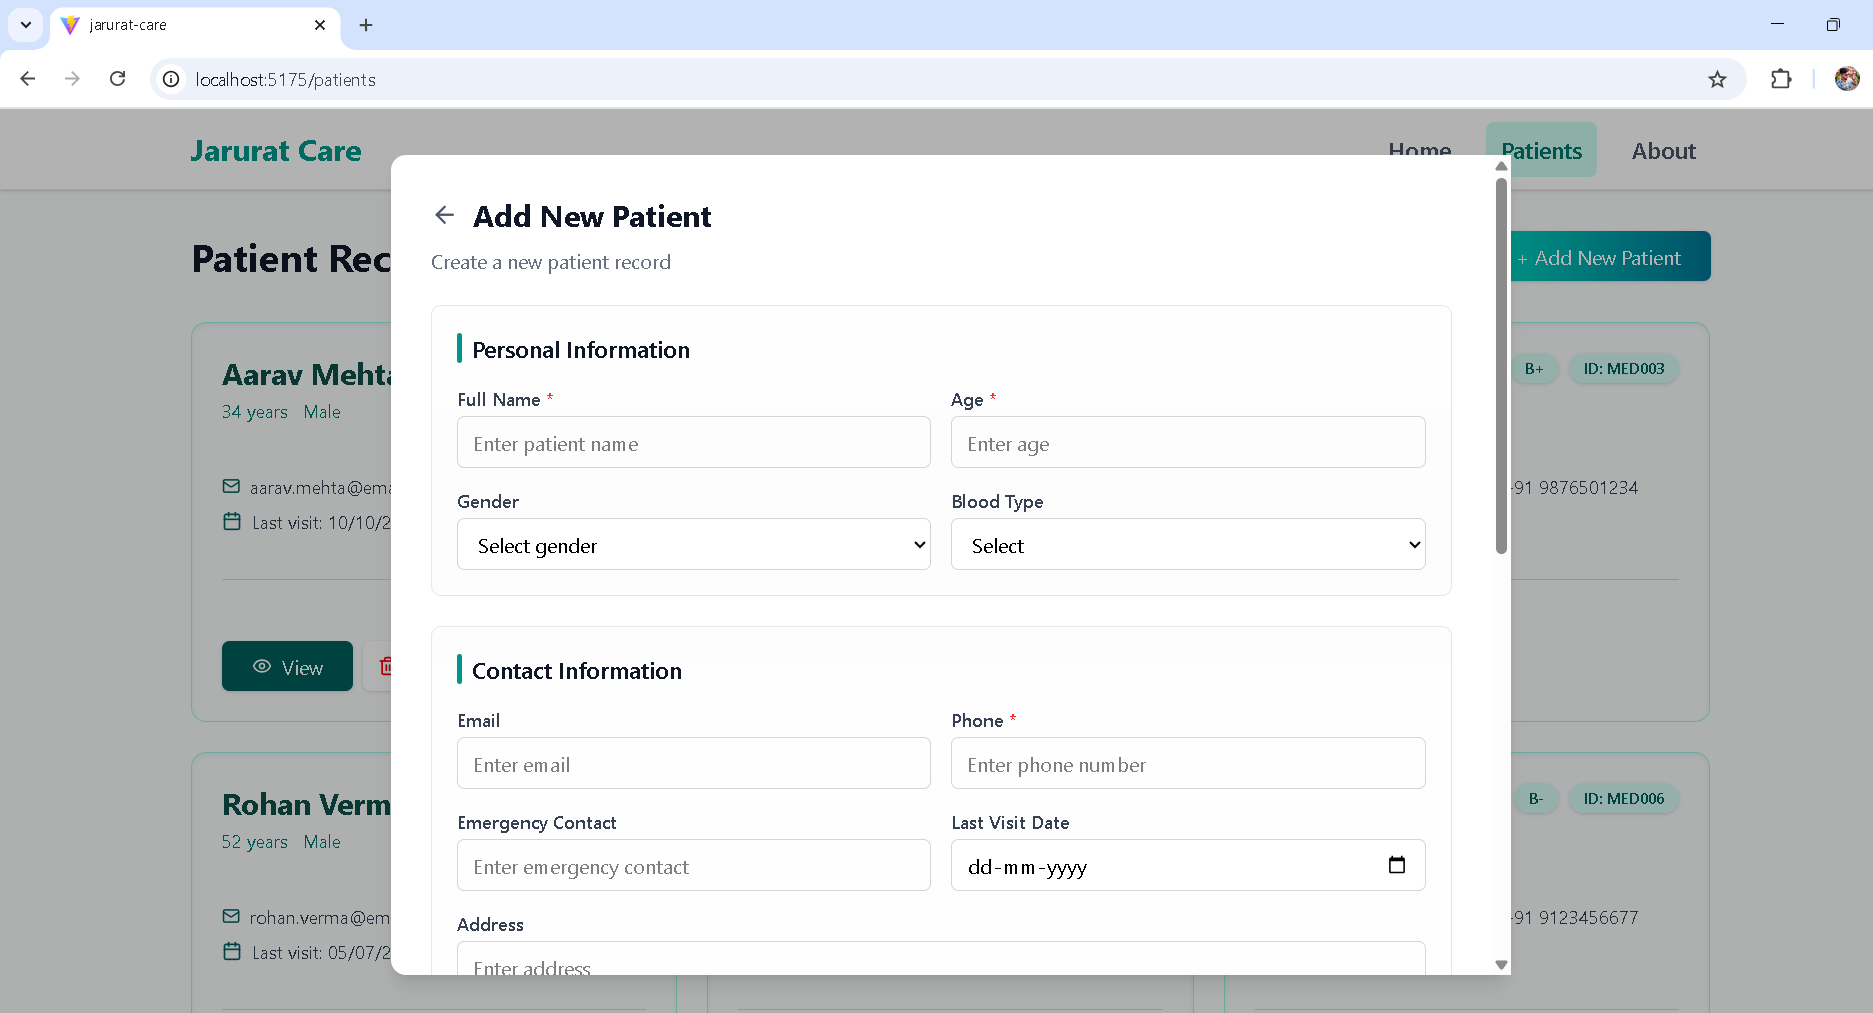 jarurat-care
localhost:5175/patients
Jarurat Care
Home
Patients
About
Patient Rec
+ Add New Patient
Aarav Mehta
34 years Male
aarav.mehta@ema
Last visit: 10/10/2
View
B+
ID: MED003
-91 9876501234
Rohan Verm
52 years Male
rohan.verma@em
Last visit: 05/07/2
B-
ID: MED006
-91 9123456677
Add New Patient
Create a new patient record
Personal Information
Full Name *
Age *
Enter patient name
Enter age
Gender
Blood Type
Select gender
Select
Contact Information
Email
Phone *
Enter email
Enter phone number
Emergency Contact
Last Visit Date
Enter emergency contact
dd-mm-yyyy
Address
Enter address